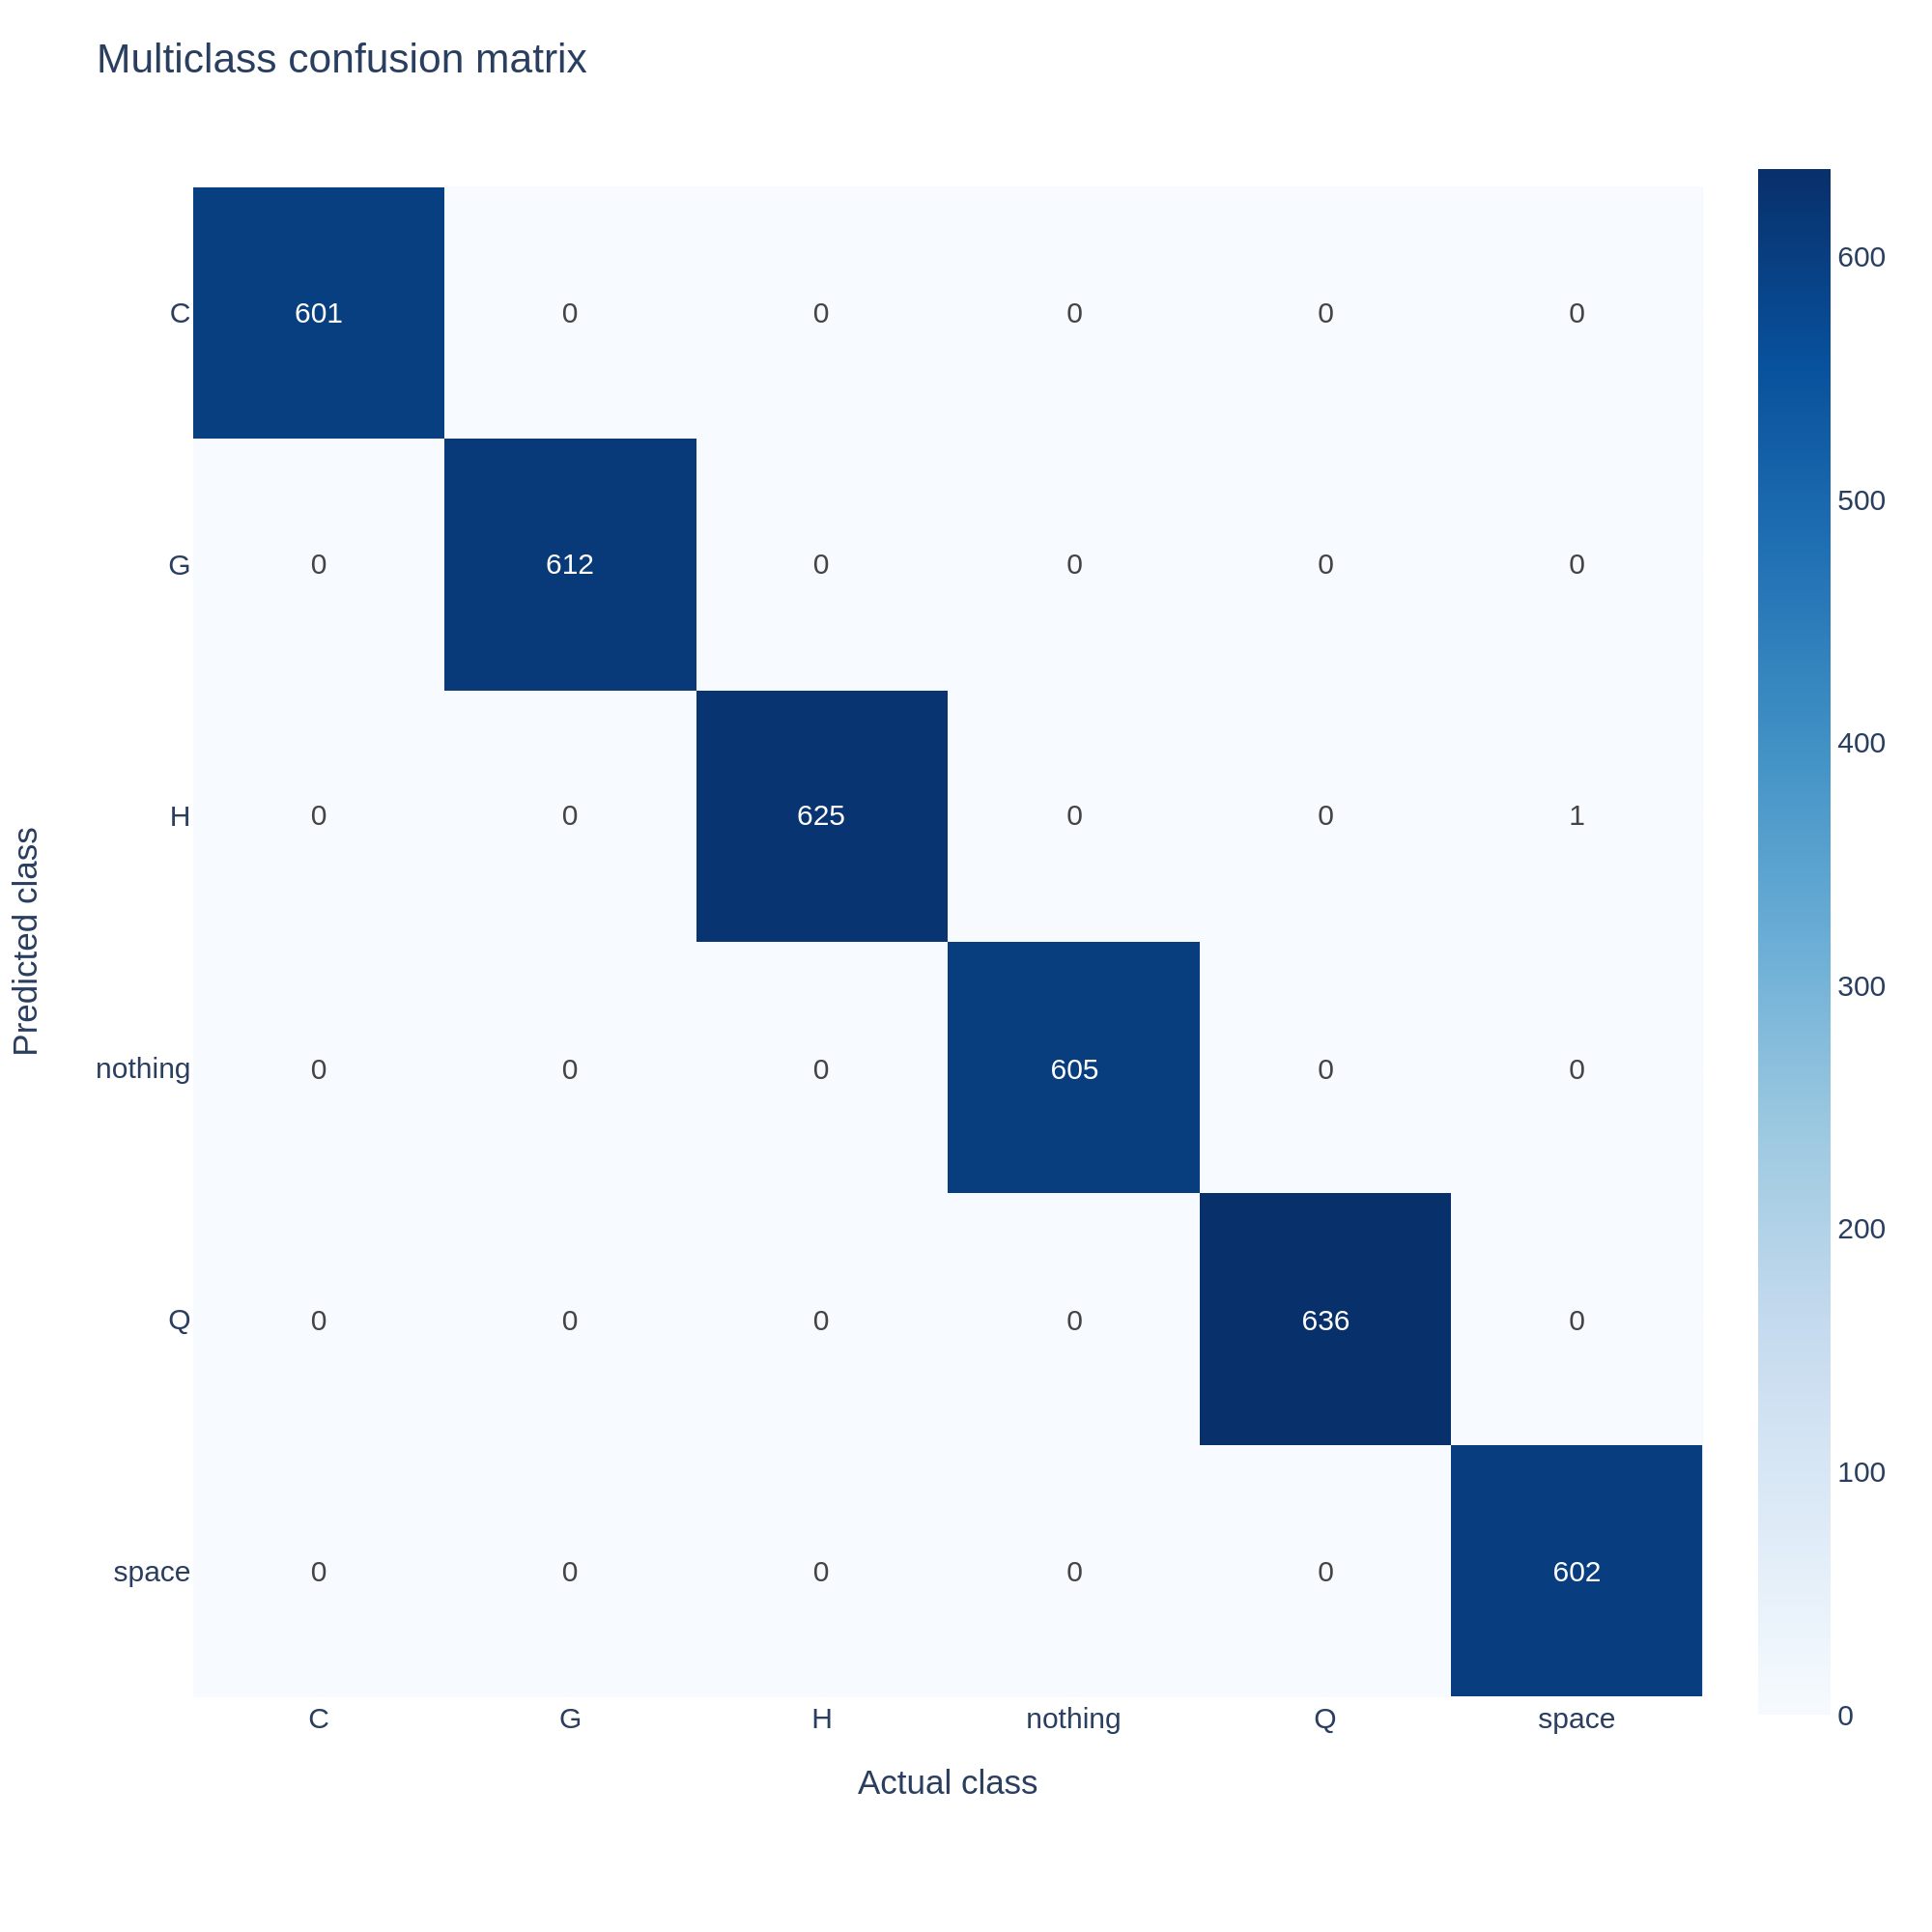 Multiclass confusion matrix
600
C 601 0 0 0 0 0
500
G 0 612 0 0 0 0
400
H 0 0 625 0 0 1
Predicted class
300
nothing 0 0 0 605 0 0
200
Q 0 0 0 0 636 0
100
space 0 0 0 0 0 602
0
C G H nothing Q space
Actual class